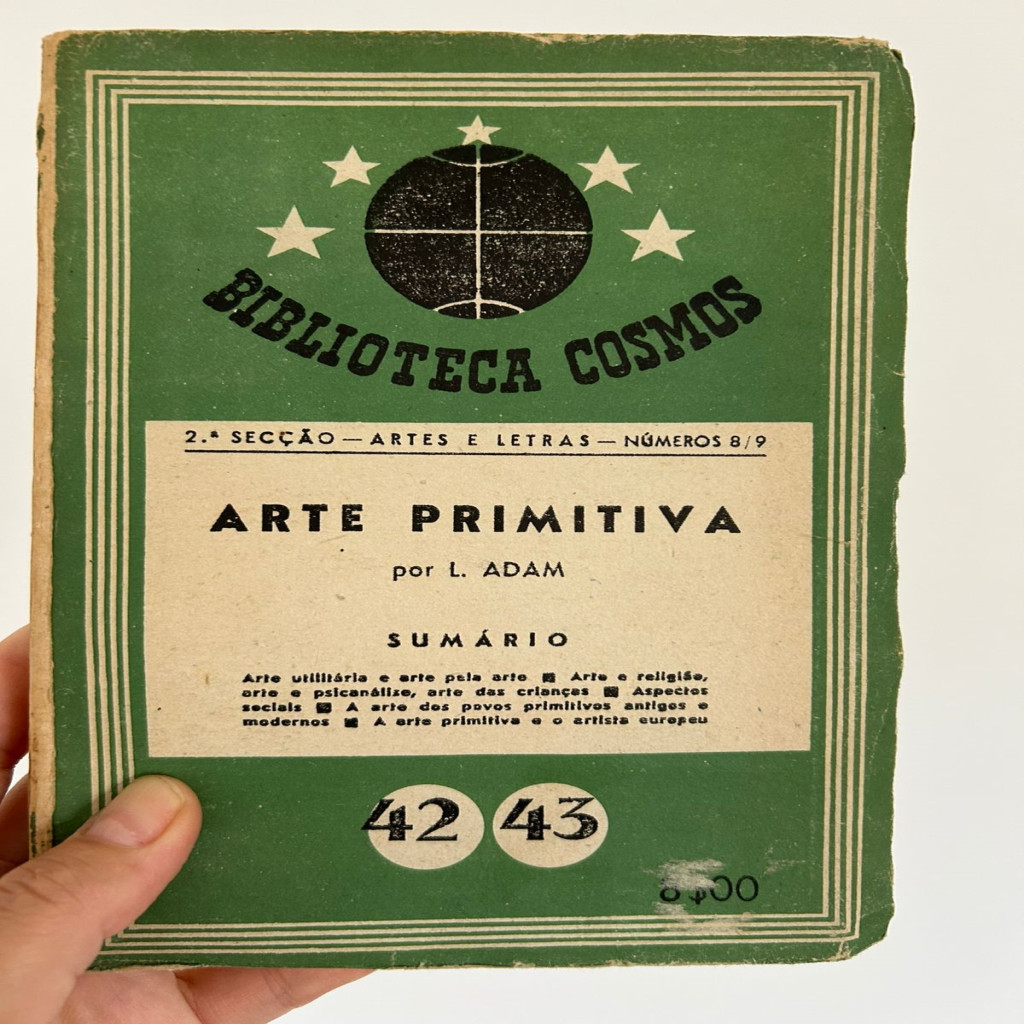 BIBLIOTECA COSMOS
2.ª SECÇÃO — ARTES E LETRAS — NÚMEROS 8/9
ARTE PRIMITIVA
por L. ADAM
SUMÁRIO
Arte utilitária e arte pela arte ■ Arte e religião,
arte e psicanálise, arte das crianças ■ Aspectos
sociais ■ A arte dos povos primitivos antigos e
modernos ■ A arte primitiva e o artista europeu
42 43
8$00